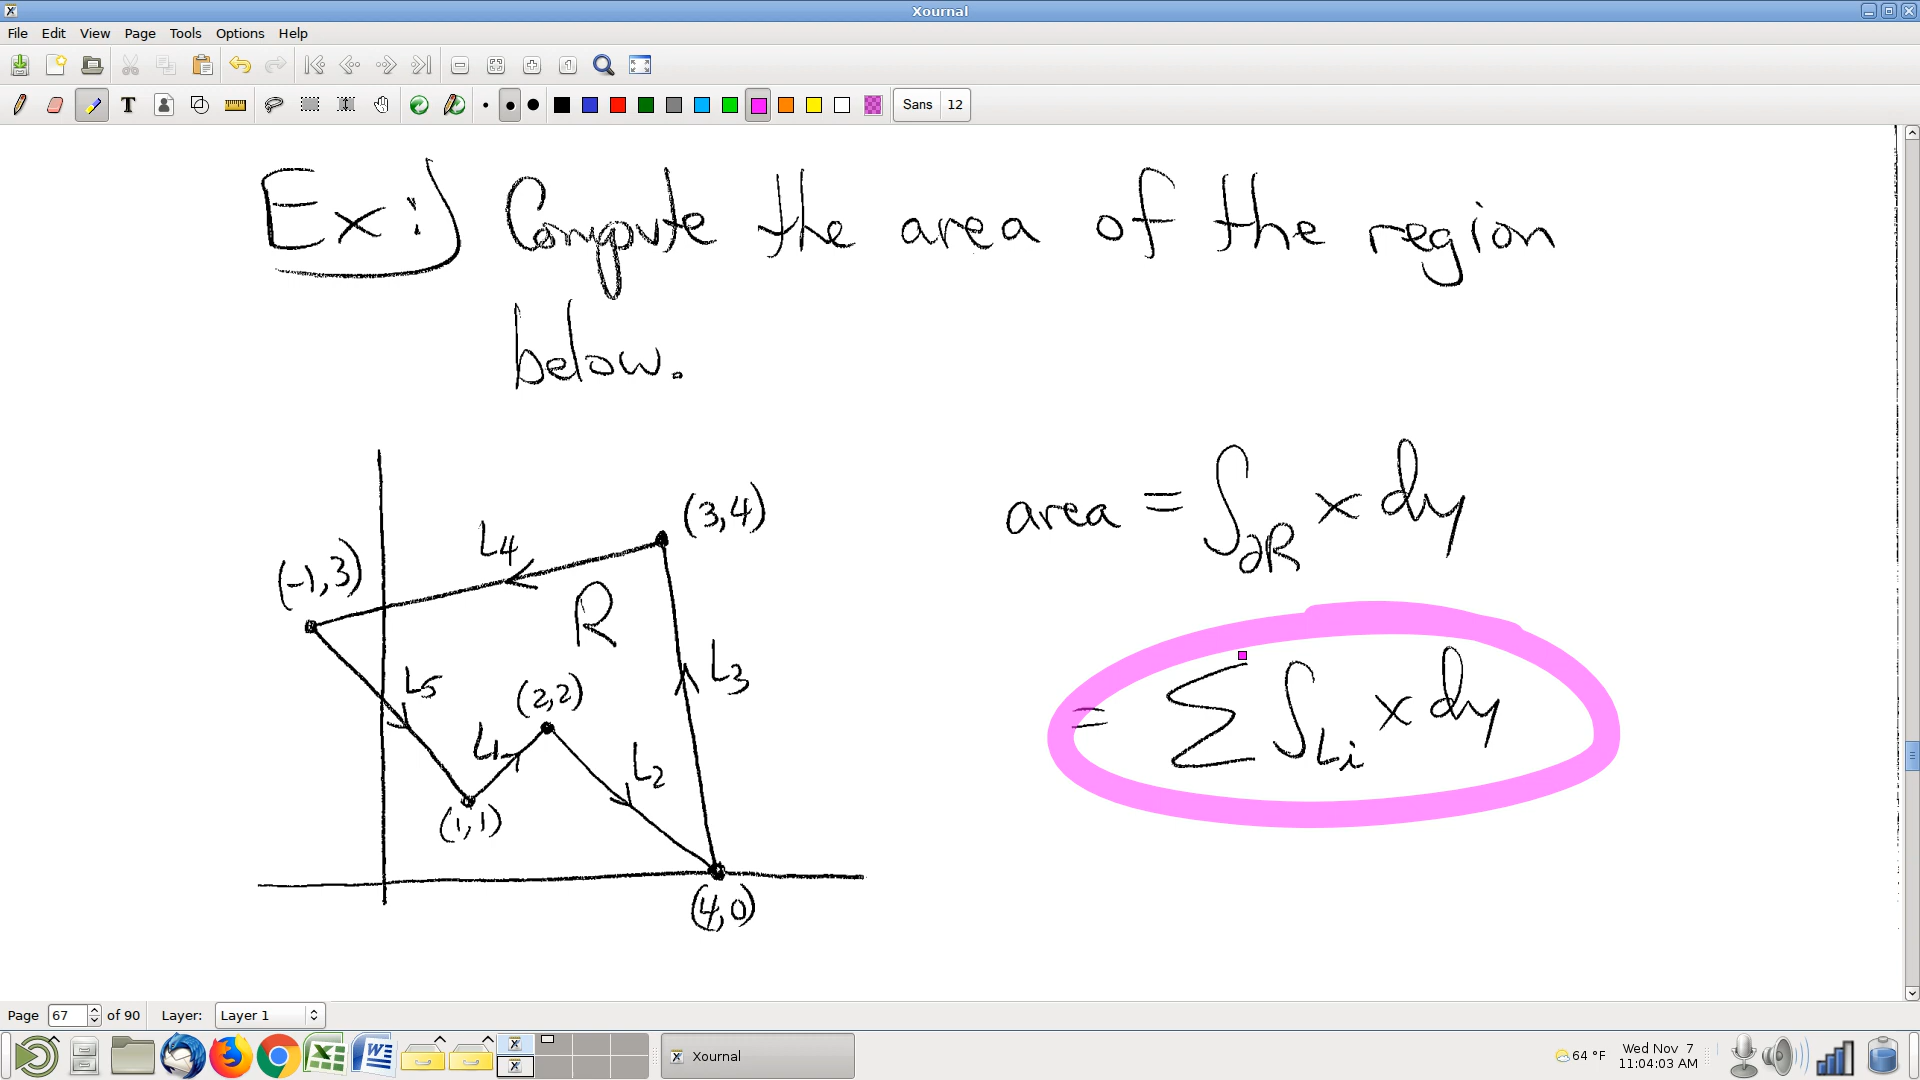 Xournal
File Edit View Page Tools Options Help
Sans 12
Ex:) Compute the area of the region
below.
area = ∫∂R x dy
= ∑ ∫Li x dy
(3,4)
L4
(-1,3)
R
L3
L5
(2,2)
L1
L2
(1,1)
(4,0)
Page 67 of 90 Layer: Layer 1
Xournal
64 °F
Wed Nov 7
11:04:03 AM